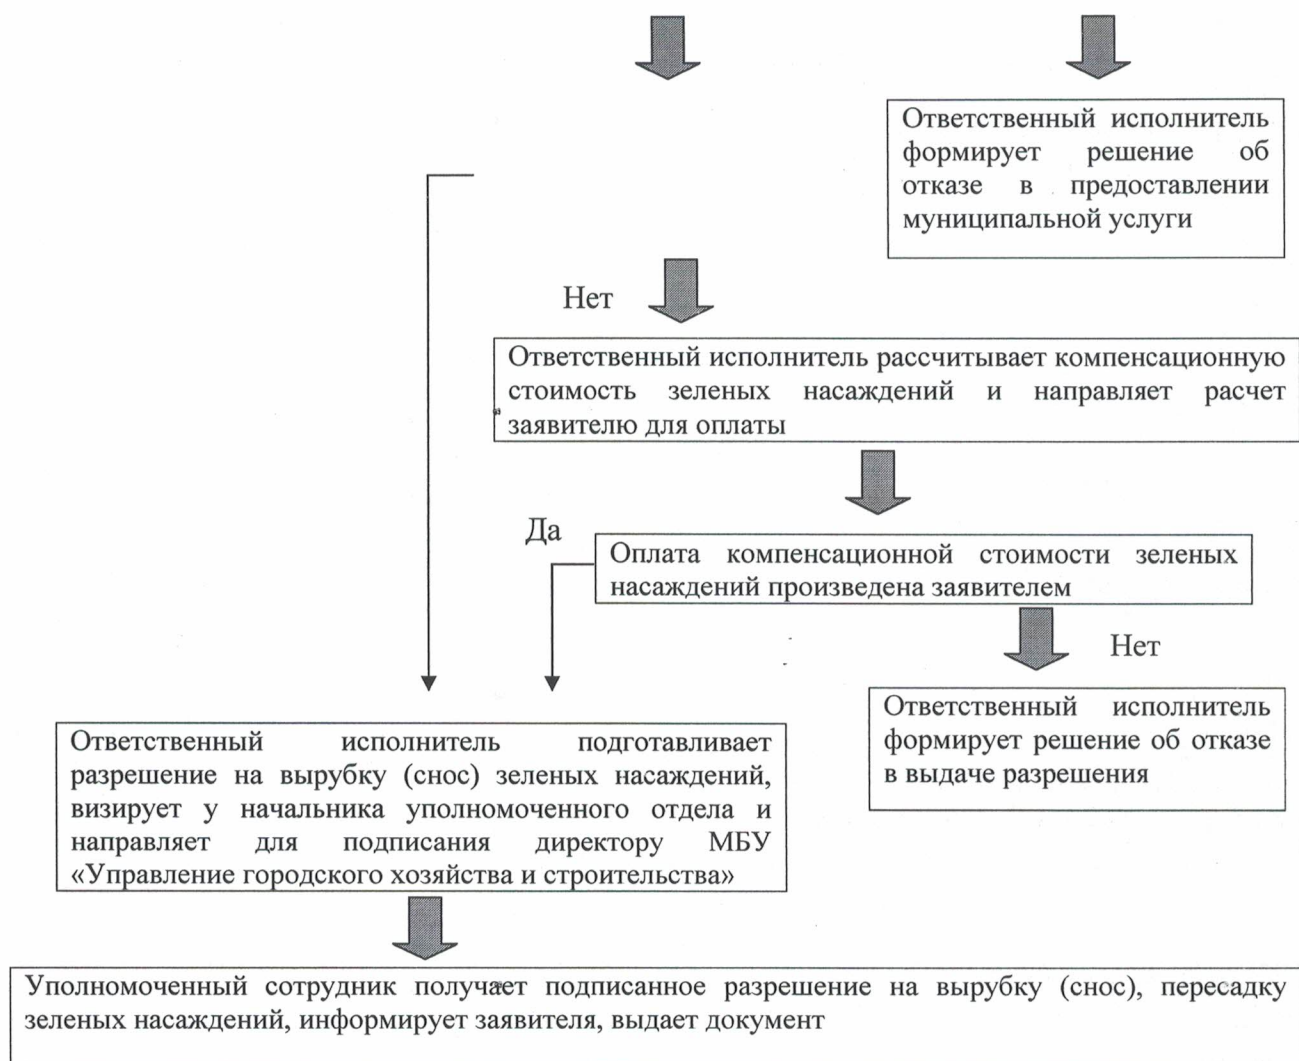 Ответственный исполнитель
формирует решение об
отказе в предоставлении
муниципальной услуги
Нет
Ответственный исполнитель рассчитывает компенсационную
стоимость зеленых насаждений и направляет расчет
заявителю для оплаты
Да
Оплата компенсационной стоимости зеленых
насаждений произведена заявителем
Нет
Ответственный исполнитель
формирует решение об отказе
в выдаче разрешения
Ответственный исполнитель подготавливает
разрешение на вырубку (снос) зеленых насаждений,
визирует у начальника уполномоченного отдела и
направляет для подписания директору МБУ
«Управление городского хозяйства и строительства»
Уполномоченный сотрудник получает подписанное разрешение на вырубку (снос), пересадку
зеленых насаждений, информирует заявителя, выдает документ